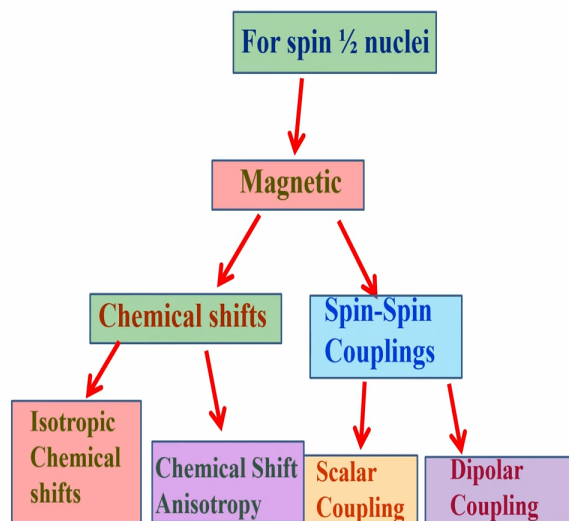 For spin ½ nuclei
Magnetic
Chemical shifts
Spin-Spin
Couplings
Isotropic
Chemical
shifts
Chemical Shift
Anisotropy
Scalar
Coupling
Dipolar
Coupling